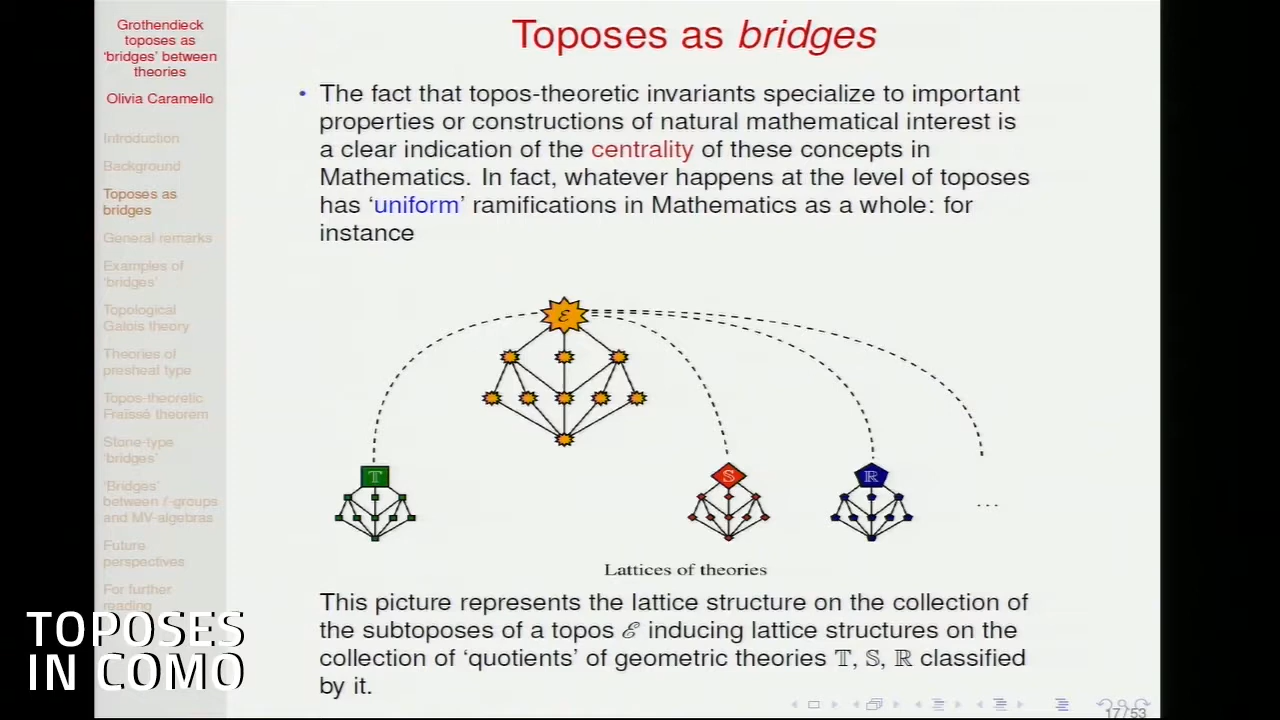 Grothendieck
toposes as
‘bridges’ between
theories
Olivia Caramello
Introduction
Background
Toposes as
bridges
General remarks
Examples of
‘bridges’
Topological
Galois theory
Theories of
presheaf type
Topos-theoretic
Fraïssé theorem
Stone-type
‘bridges’
‘Bridges’
between ℓ-groups
and MV-algebras
Future
perspectives
For further
reading
TOPOSES
IN COMO
Toposes as bridges
• The fact that topos-theoretic invariants specialize to important
properties or constructions of natural mathematical interest is
a clear indication of the centrality of these concepts in
Mathematics. In fact, whatever happens at the level of toposes
has ‘uniform’ ramifications in Mathematics as a whole: for
instance
ℰ
𝕋 𝕊 ℝ
...
Lattices of theories
This picture represents the lattice structure on the collection of
the subtoposes of a topos ℰ inducing lattice structures on the
collection of ‘quotients’ of geometric theories 𝕋, 𝕊, ℝ classified
by it.
17/53